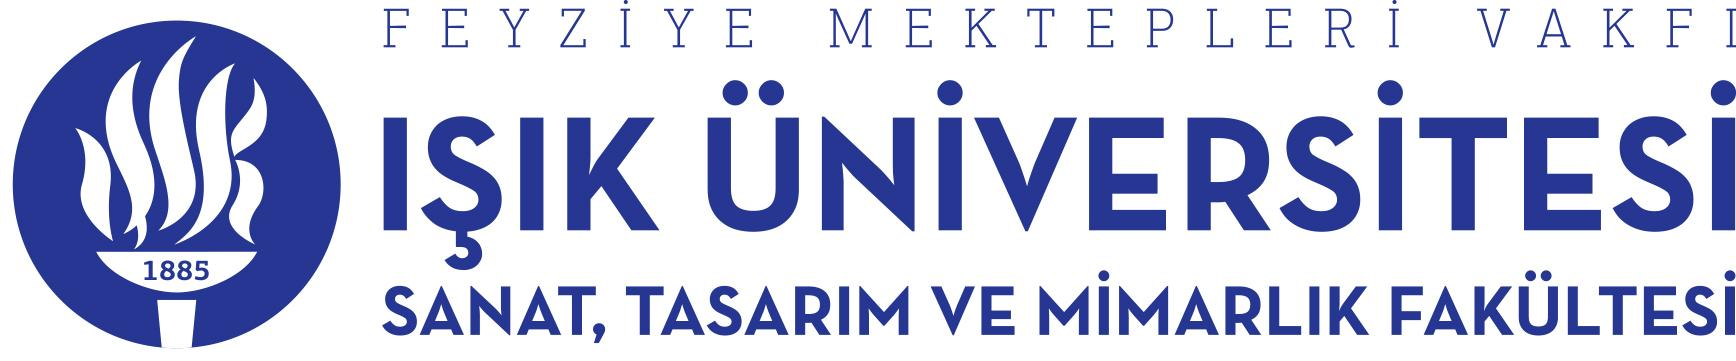 FEYZİYE MEKTEPLERİ VAKFI
IŞIK ÜNİVERSİTESİ
SANAT, TASARIM VE MİMARLIK FAKÜLTESİ
1885